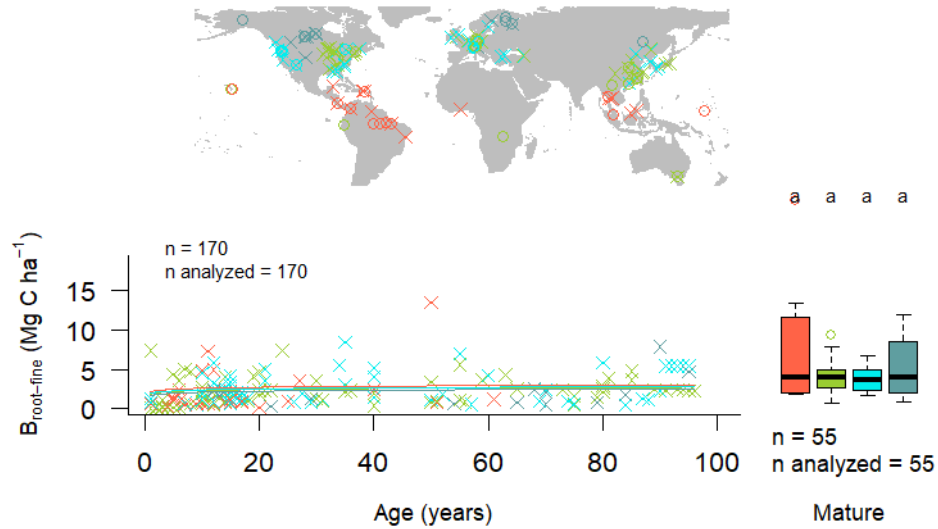 a a a a
n = 170
n analyzed = 170
B root−fine (Mg C ha −1)
15
10
5
0
0 20 40 60 80 100
Age (years)
n = 55
n analyzed = 55
Mature